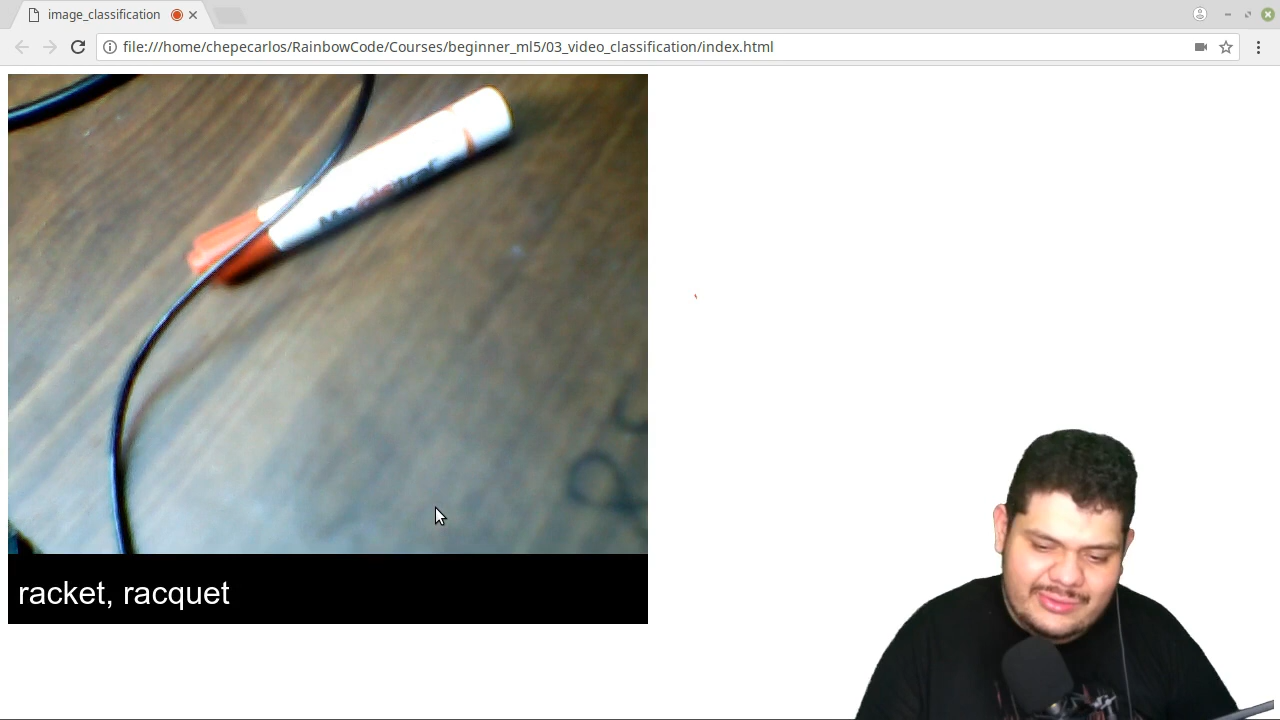 image_classification
file:///home/chepecarlos/RainbowCode/Courses/beginner_ml5/03_video_classification/index.html
racket, racquet